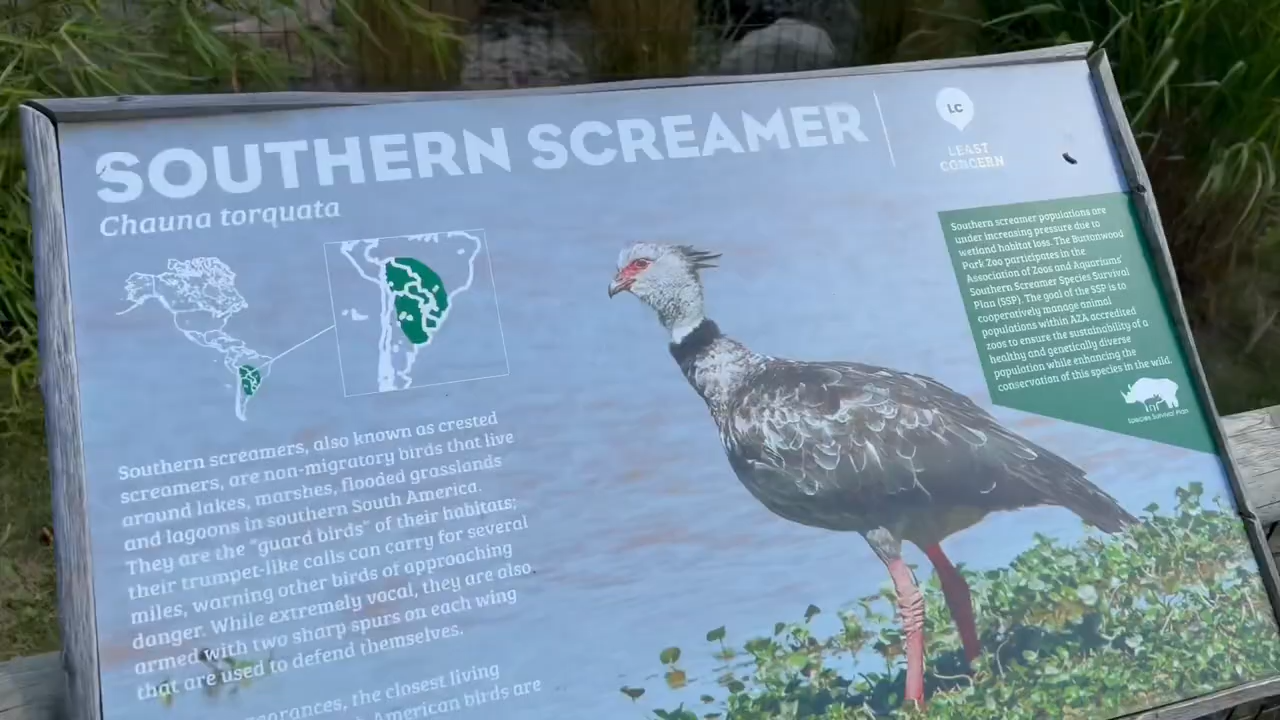 SOUTHERN SCREAMER
Chauna torquata
LC
LEAST
CONCERN
Southern screamer populations are
under increasing pressure due to
wetland habitat loss. The Buttonwood
Park Zoo participates in the
Association of Zoos and Aquariums'
Southern Screamer Species Survival
Plan (SSP). The goal of the SSP is to
cooperatively manage animal
populations within AZA accredited
zoos to ensure the sustainability of a
healthy and genetically diverse
population while enhancing the
conservation of this species in the wild.
Species Survival Plan
Southern screamers, also known as crested
screamers, are non-migratory birds that live
around lakes, marshes, flooded grasslands
and lagoons in southern South America.
They are the "guard birds" of their habitats;
their trumpet-like calls can carry for several
miles, warning other birds of approaching
danger. While extremely vocal, they are also
armed with two sharp spurs on each wing
that are used to defend themselves.
the closest living
American birds are